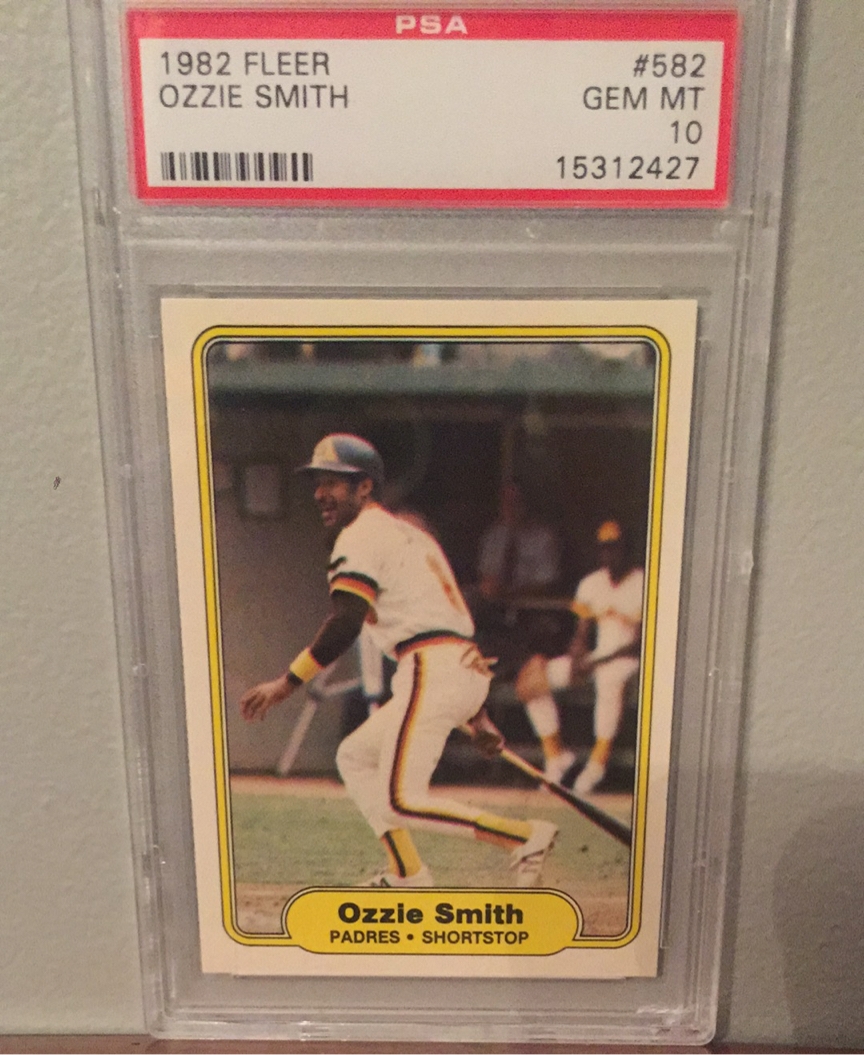 PSA
1982 FLEER #582
OZZIE SMITH GEM MT
10
15312427
Ozzie Smith
PADRES • SHORTSTOP